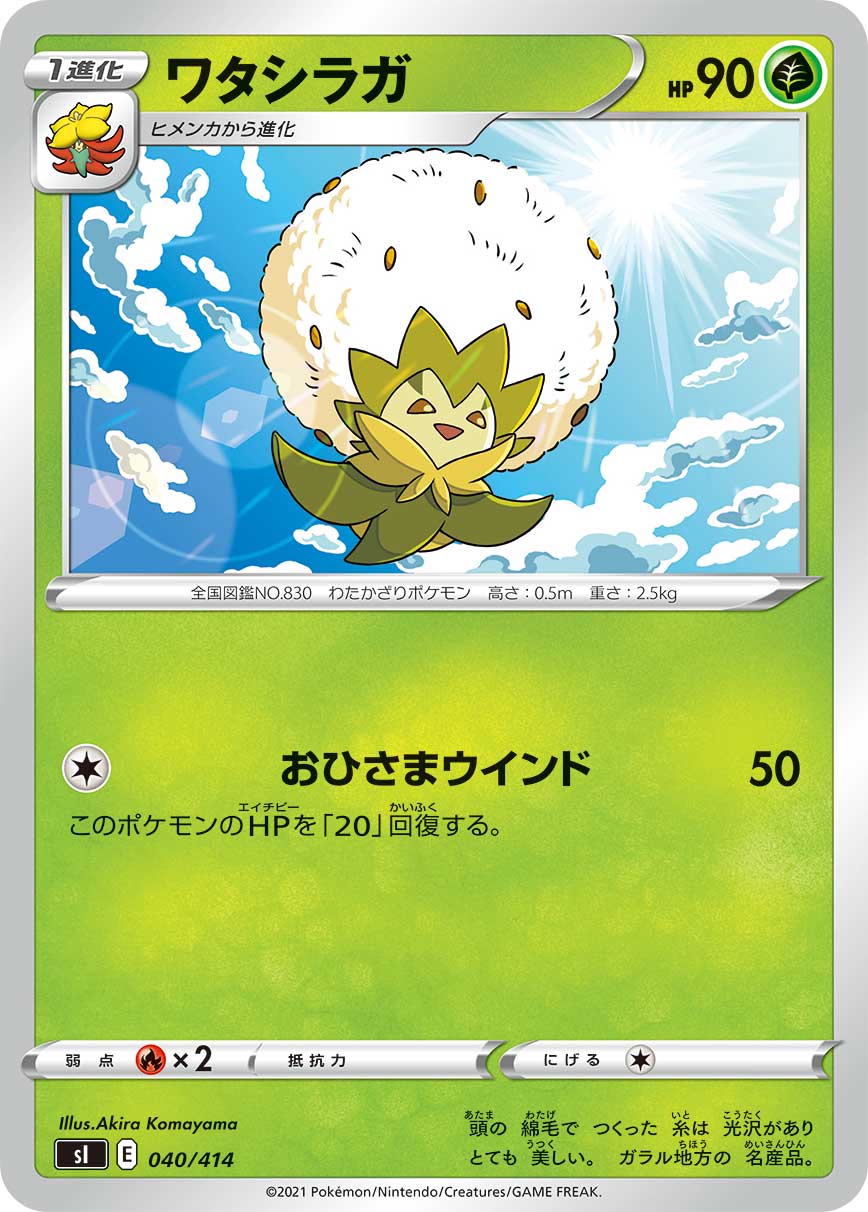 1進化
ワタシラガ
HP90
ヒメンカから進化
全国図鑑NO.830 わたかざりポケモン 高さ:0.5m 重さ:2.5kg
おひさまウインド 50
エイチピー かいふく
このポケモンのHPを「20」回復する。
弱点 ×2 抵抗力 にげる
Illus.Akira Komayama
あたま わたげ いと こうたく
頭の 綿毛で つくった 糸は 光沢があり
うつく ちほう めいさんひん
とても 美しい。 ガラル地方の 名産品。
sI E 040/414
©2021 Pokémon/Nintendo/Creatures/GAME FREAK.